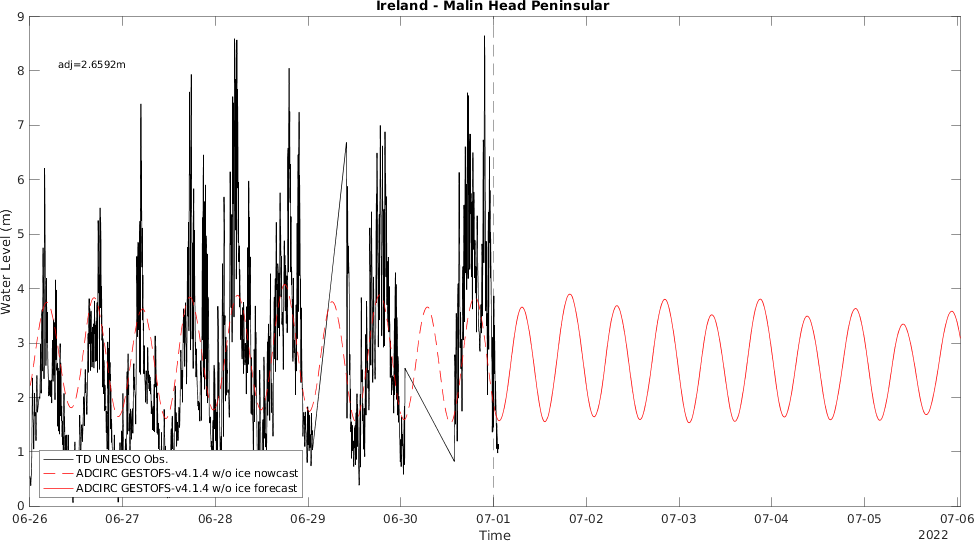 Ireland - Malin Head Peninsular
adj=2.6592m
Water Level (m)
9
8
7
6
5
4
3
2
1
0
TD UNESCO Obs.
ADCIRC GESTOFS-v4.1.4 w/o ice nowcast
ADCIRC GESTOFS-v4.1.4 w/o ice forecast
06-26 06-27 06-28 06-29 06-30 07-01 07-02 07-03 07-04 07-05 07-06
Time
2022